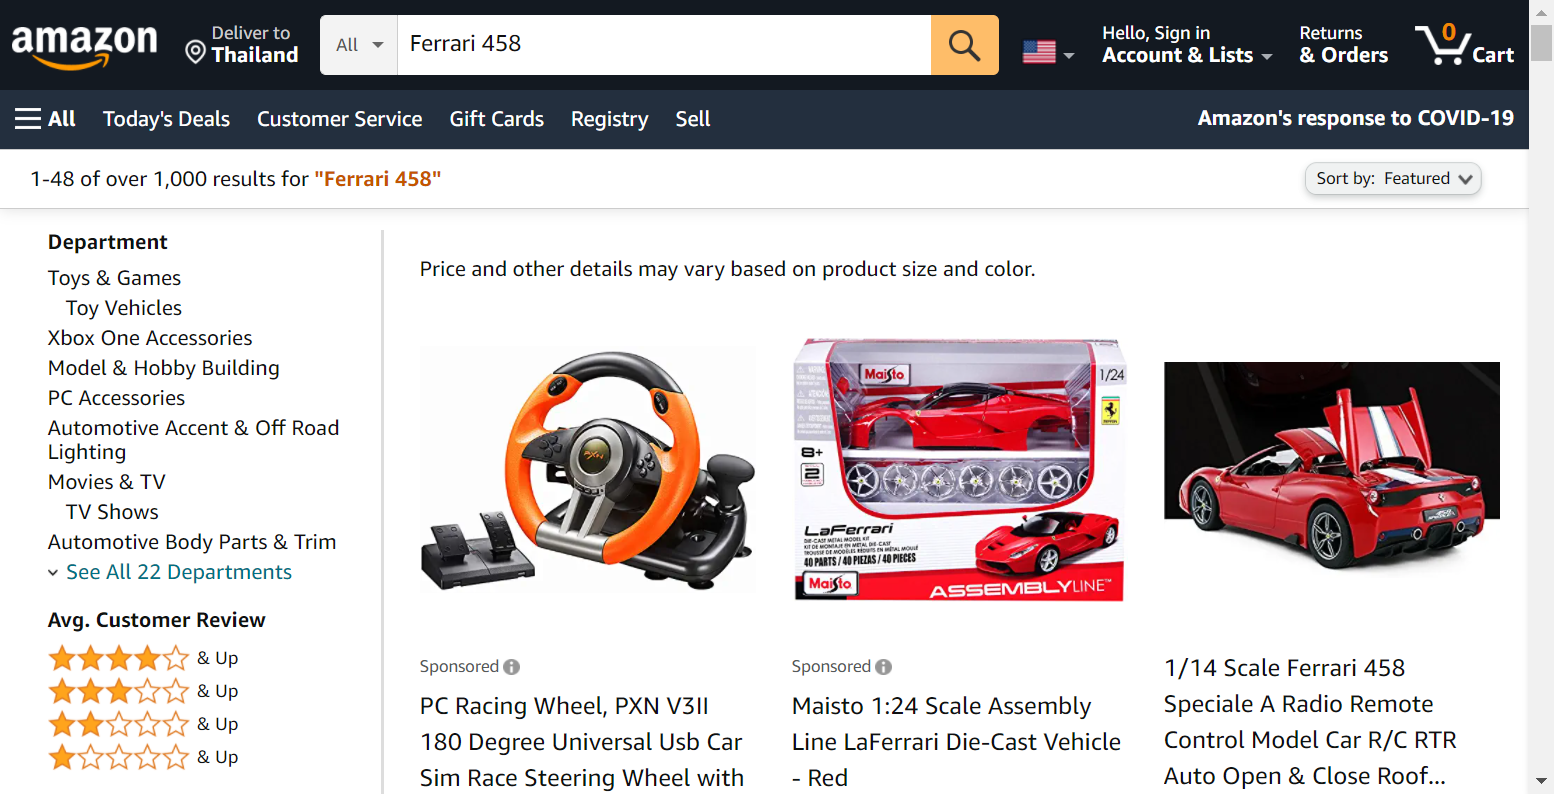 amazon
Deliver to
Thailand
All
Ferrari 458
Hello, Sign in
Account & Lists
Returns
& Orders
0
Cart
All
Today's Deals
Customer Service
Gift Cards
Registry
Sell
Amazon's response to COVID-19
1-48 of over 1,000 results for "Ferrari 458"
Sort by: Featured
Department
Toys & Games
Toy Vehicles
Xbox One Accessories
Model & Hobby Building
PC Accessories
Automotive Accent & Off Road
Lighting
Movies & TV
TV Shows
Automotive Body Parts & Trim
See All 22 Departments
Avg. Customer Review
& Up
& Up
& Up
& Up
Price and other details may vary based on product size and color.
PXN
Maisto
1/24
8+
2
LaFerrari
DIE-CAST METAL MODEL KIT
40 PARTS / 40 PIEZAS / 40 PIECES
Maisto
ASSEMBLYLINE™
Sponsored
PC Racing Wheel, PXN V3II
180 Degree Universal Usb Car
Sim Race Steering Wheel with
Sponsored
Maisto 1:24 Scale Assembly
Line LaFerrari Die-Cast Vehicle
- Red
1/14 Scale Ferrari 458
Speciale A Radio Remote
Control Model Car R/C RTR
Auto Open & Close Roof...